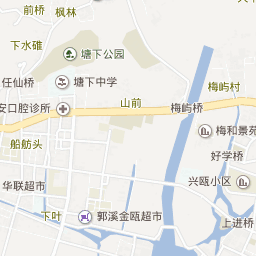 前桥
枫林
下水碓
塘下公园
任仙桥
塘下中学
梅屿村
山前
梅屿桥
安口腔诊所
梅和景苑
船舫头
好学桥
华联超市
兴瓯小区
下叶
郭溪金瓯超市
上进桥